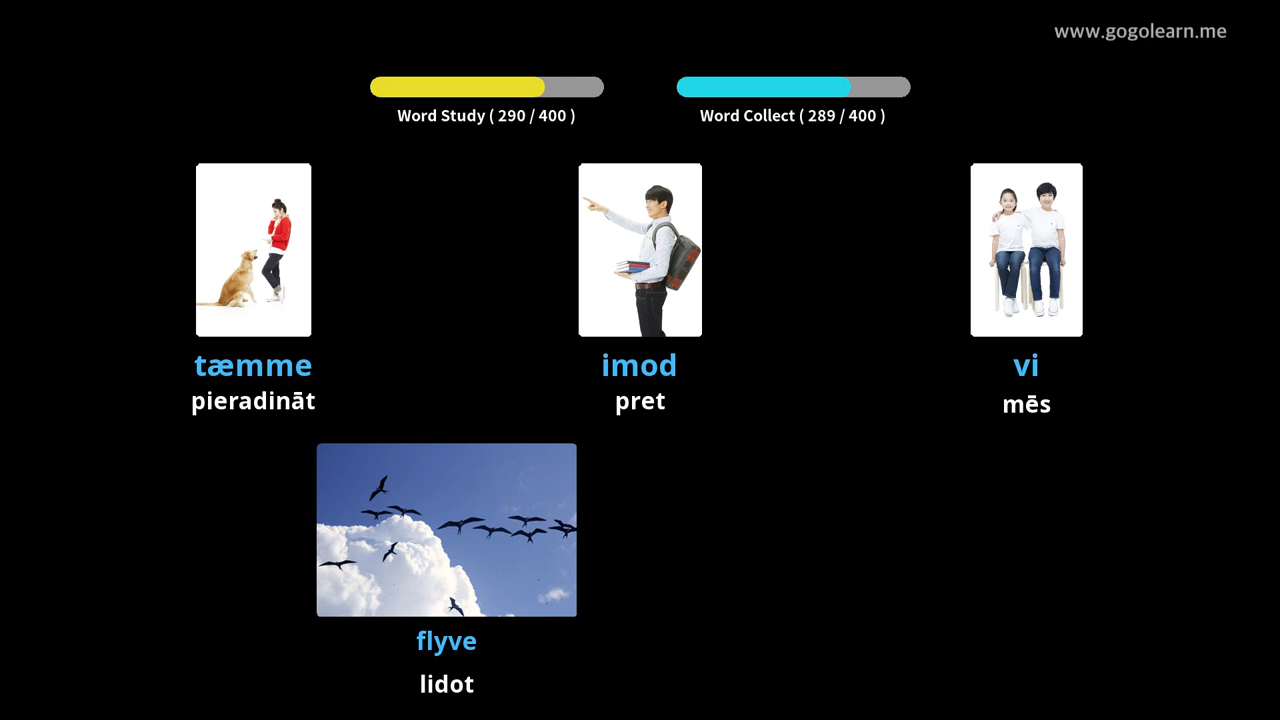 www.gogolearn.me
Word Study ( 290 / 400 )
Word Collect ( 289 / 400 )
tæmme
pieradināt
imod
pret
vi
mēs
flyve
lidot